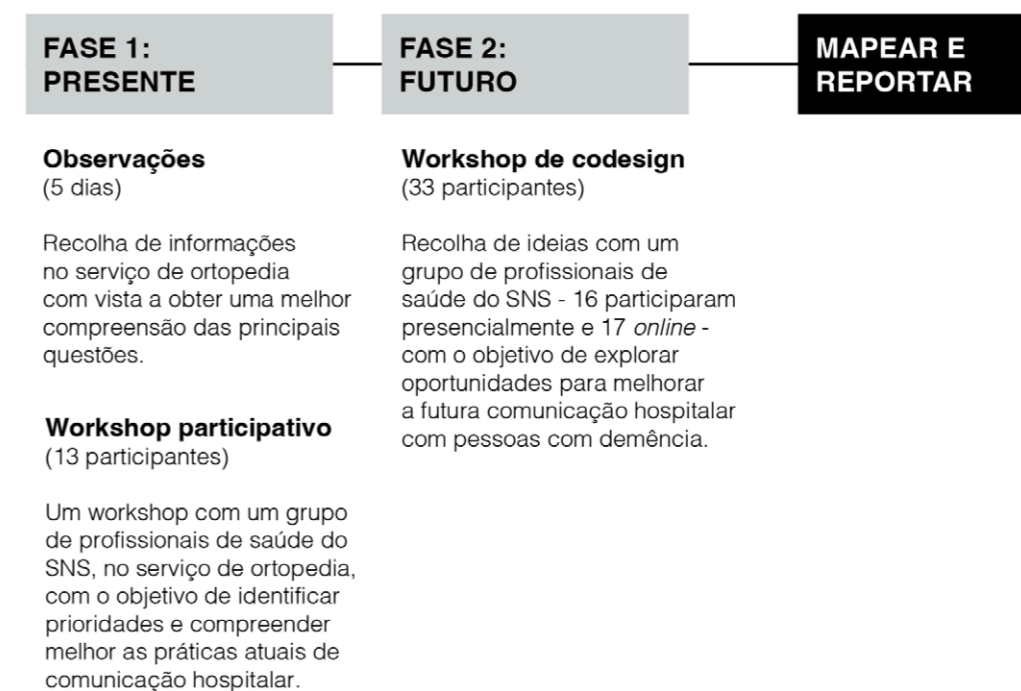 FASE 1:
PRESENTE
Observações
(5 dias)
Recolha de informações
no serviço de ortopedia
com vista a obter uma melhor
compreensão das principais
questões.
Workshop participativo
(13 participantes)
Um workshop com um grupo
de profissionais de saúde do
SNS, no serviço de ortopedia,
com o objetivo de identificar
prioridades e compreender
melhor as práticas atuais de
comunicação hospitalar.
FASE 2:
FUTURO
Workshop de codesign
(33 participantes)
Recolha de ideias com um
grupo de profissionais de
saúde do SNS - 16 participaram
presencialmente e 17 online -
com o objetivo de explorar
oportunidades para melhorar
a futura comunicação hospitalar
com pessoas com demência.
MAPEAR E
REPORTAR